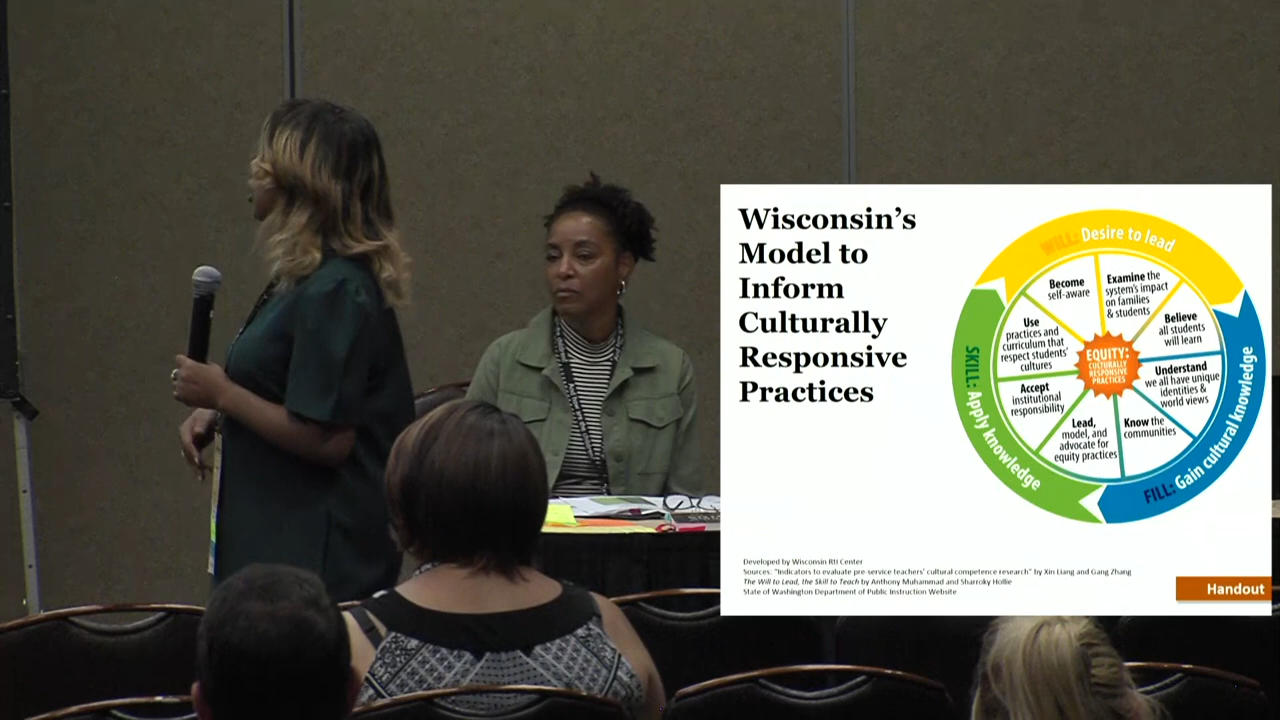 Wisconsin's
Model to
Inform
Culturally
Responsive
Practices
WILL: Desire to lead
Become
self-aware
Examine the
system's impact
on families
& students
Believe
all students
will learn
Understand
we all have unique
identities &
world views
Know the
communities
Lead,
model, and
advocate for
equity practices
Accept
institutional
responsibility
Use
practices and
curriculum that
respect students'
cultures
EQUITY:
CULTURALLY
RESPONSIVE
PRACTICES
FILL: Gain cultural knowledge
SKILL: Apply knowledge
Developed by Wisconsin RtI Center
Sources: "Indicators to evaluate pre-service teachers' cultural competence research" by Xin Liang and Gang Zhang
The Will to Lead, the Skill to Teach by Anthony Muhammad and Sharroky Hollie
State of Washington Department of Public Instruction Website
Handout